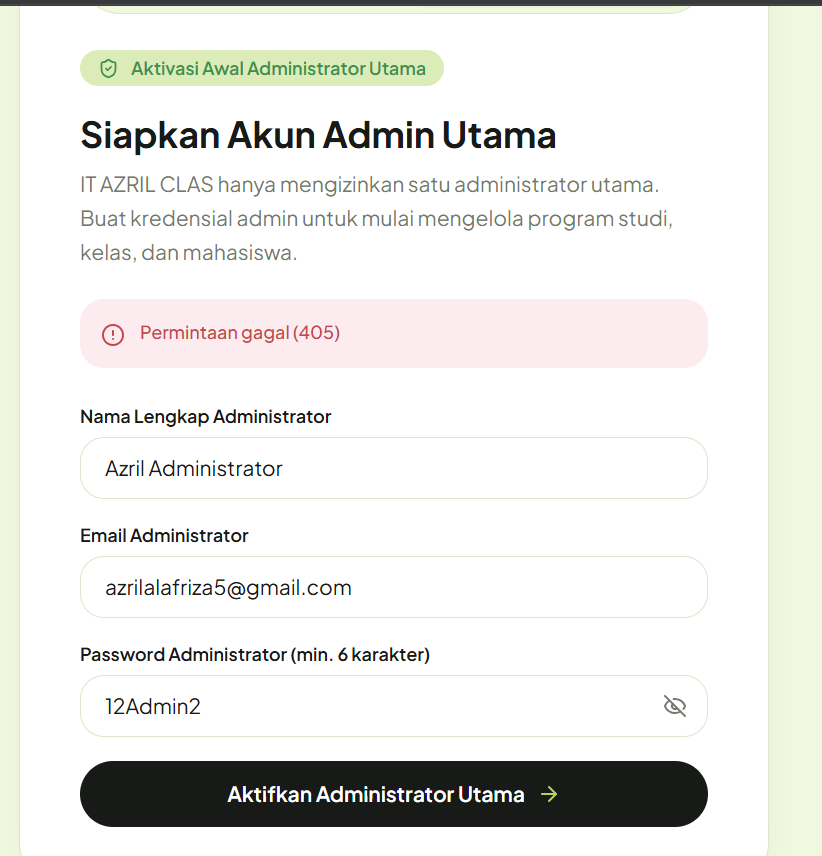 Aktivasi Awal Administrator Utama
Siapkan Akun Admin Utama
IT AZRIL CLAS hanya mengizinkan satu administrator utama.
Buat kredensial admin untuk mulai mengelola program studi,
kelas, dan mahasiswa.
Permintaan gagal (405)
Nama Lengkap Administrator
Azril Administrator
Email Administrator
azrilalafriza5@gmail.com
Password Administrator (min. 6 karakter)
12Admin2
Aktifkan Administrator Utama →